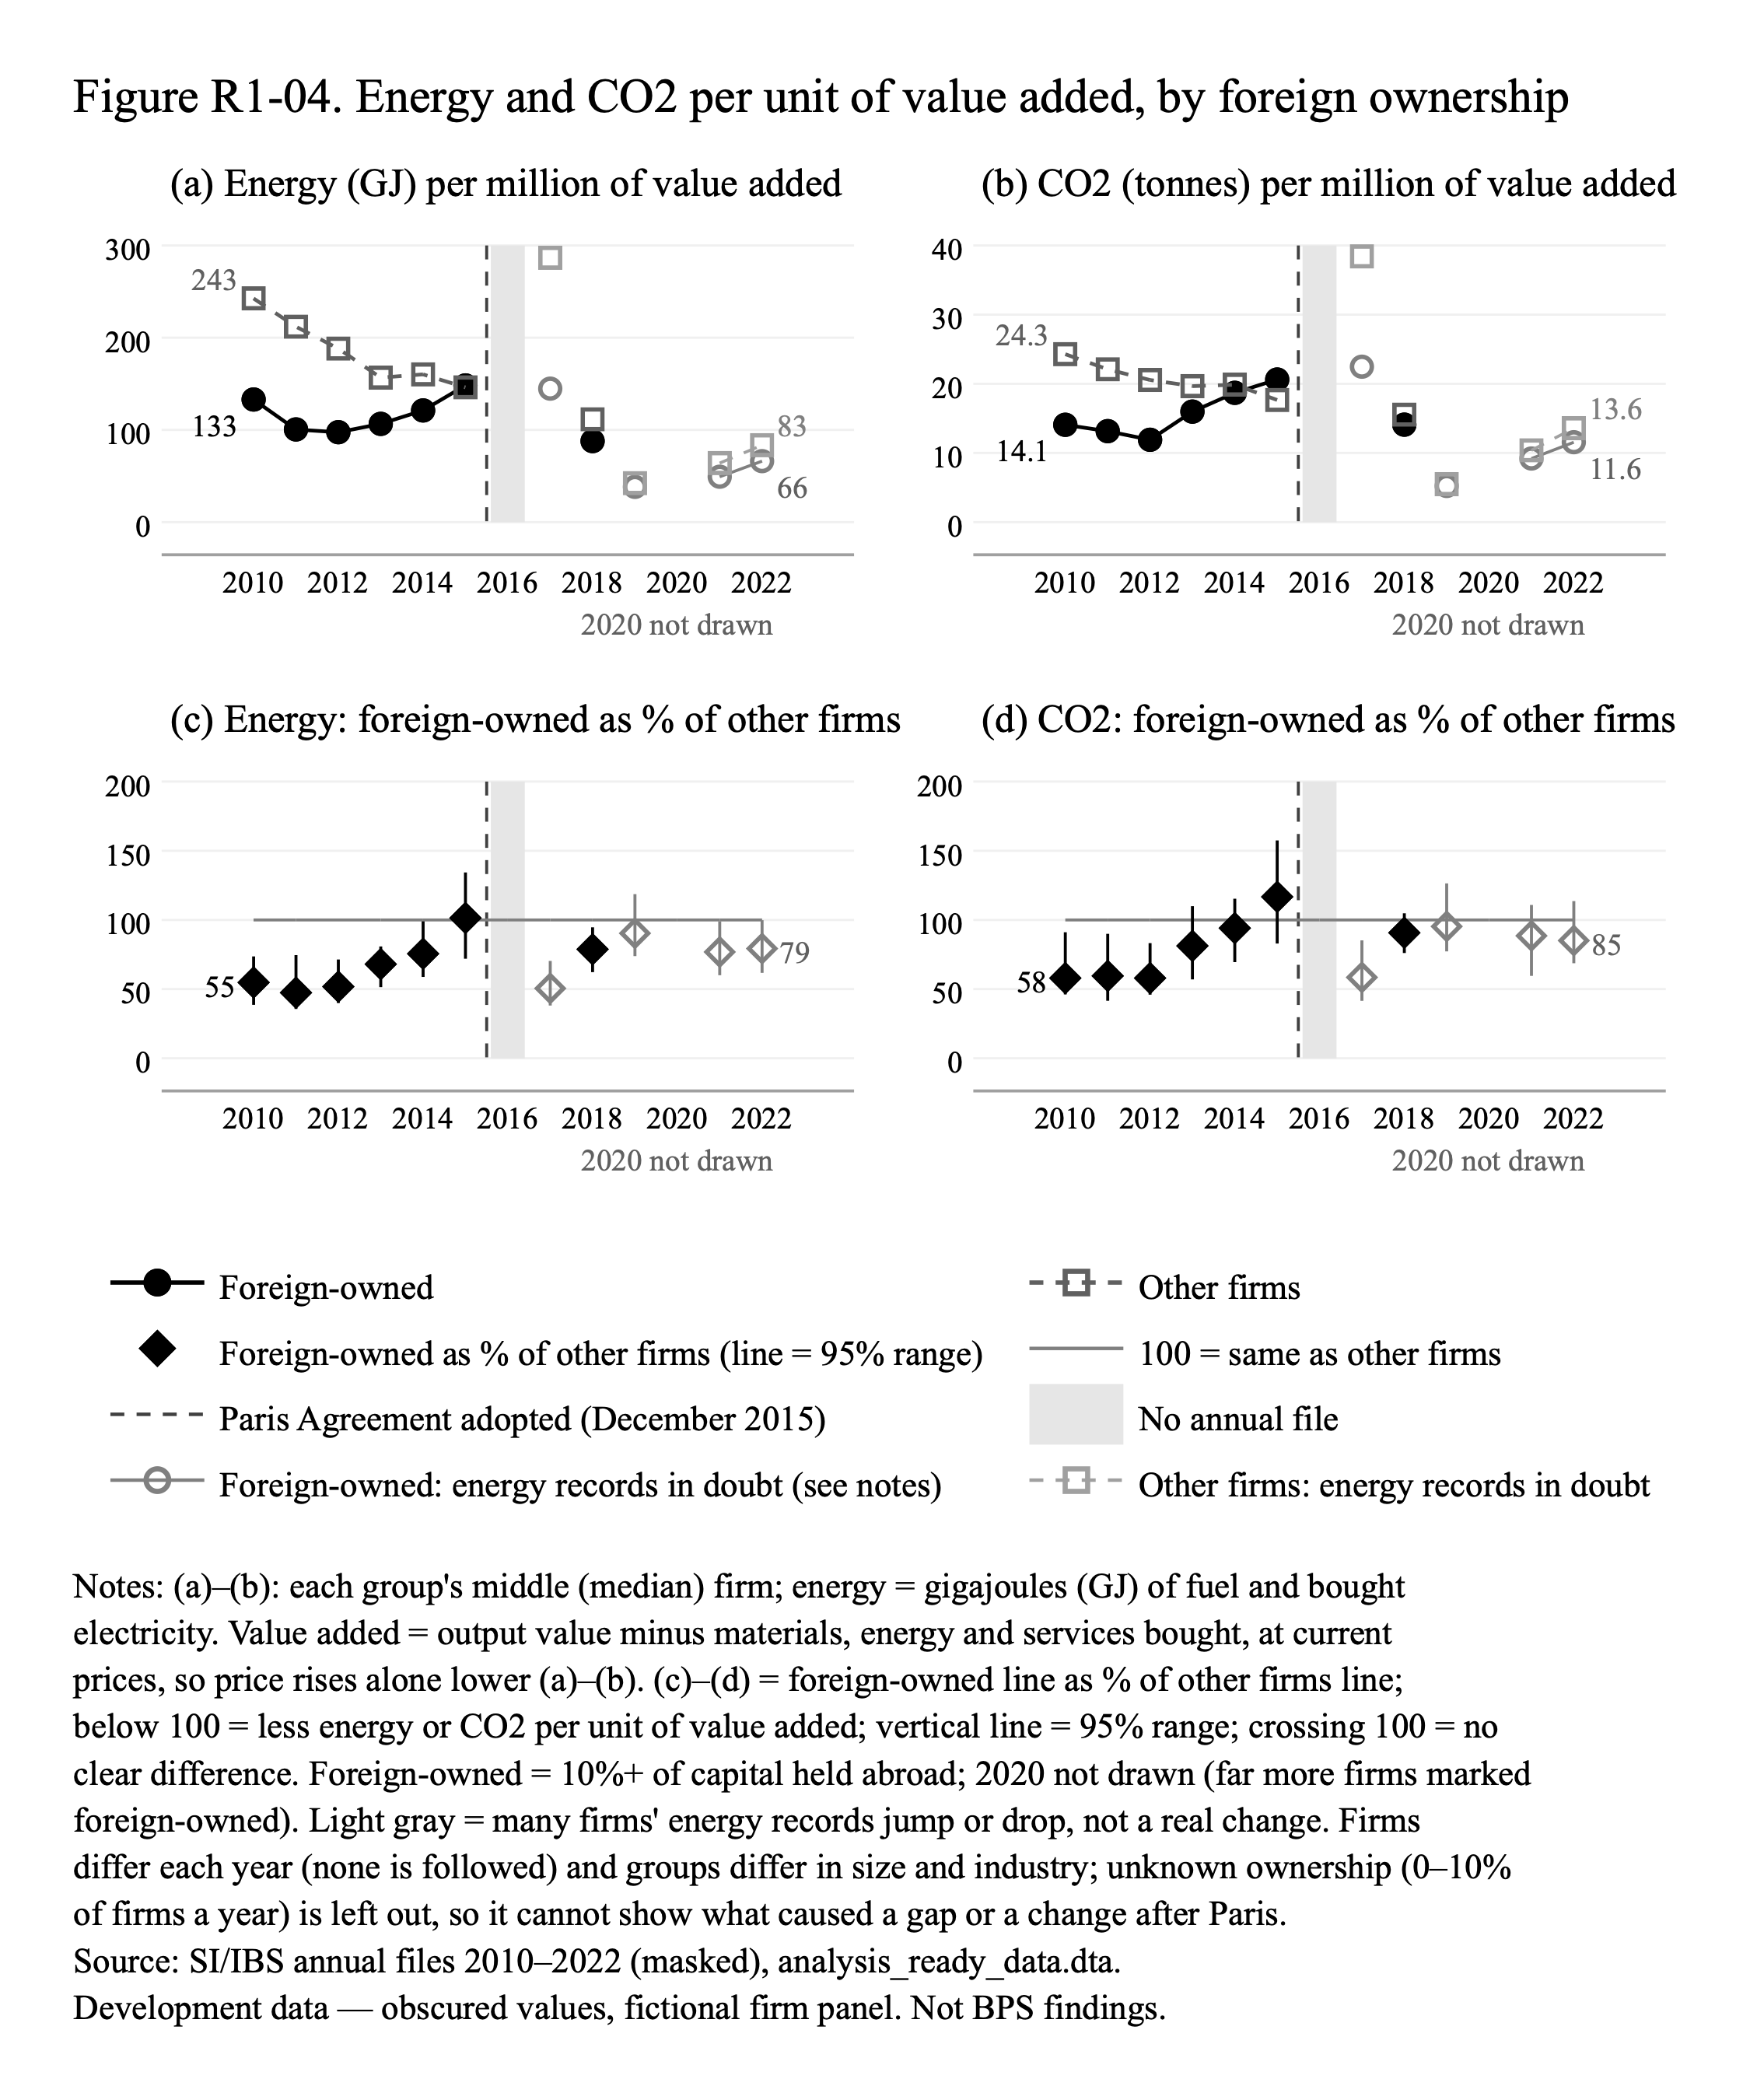 Figure R1-04. Energy and CO2 per unit of value added, by foreign ownership
(a) Energy (GJ) per million of value added
300
200
100
0
243
133
83
66
2010 2012 2014 2016 2018 2020 2022
2020 not drawn
(b) CO2 (tonnes) per million of value added
40
30
20
10
0
24.3
14.1
13.6
11.6
2010 2012 2014 2016 2018 2020 2022
2020 not drawn
(c) Energy: foreign-owned as % of other firms
200
150
100
50
0
55
79
2010 2012 2014 2016 2018 2020 2022
2020 not drawn
(d) CO2: foreign-owned as % of other firms
200
150
100
50
0
58
85
2010 2012 2014 2016 2018 2020 2022
2020 not drawn
Foreign-owned
Other firms
Foreign-owned as % of other firms (line = 95% range)
100 = same as other firms
Paris Agreement adopted (December 2015)
No annual file
Foreign-owned: energy records in doubt (see notes)
Other firms: energy records in doubt
Notes: (a)–(b): each group's middle (median) firm; energy = gigajoules (GJ) of fuel and bought
electricity. Value added = output value minus materials, energy and services bought, at current
prices, so price rises alone lower (a)–(b). (c)–(d) = foreign-owned line as % of other firms line;
below 100 = less energy or CO2 per unit of value added; vertical line = 95% range; crossing 100 = no
clear difference. Foreign-owned = 10%+ of capital held abroad; 2020 not drawn (far more firms marked
foreign-owned). Light gray = many firms' energy records jump or drop, not a real change. Firms
differ each year (none is followed) and groups differ in size and industry; unknown ownership (0–10%
of firms a year) is left out, so it cannot show what caused a gap or a change after Paris.
Source: SI/IBS annual files 2010–2022 (masked), analysis_ready_data.dta.
Development data — obscured values, fictional firm panel. Not BPS findings.